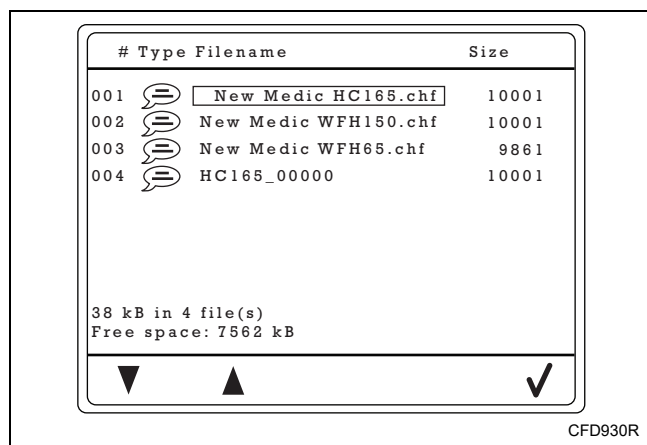 # Type Filename Size
001 New Medic HC165.chf 10001
002 New Medic WFH150.chf 10001
003 New Medic WFH65.chf 9861
004 HC165_00000 10001
38 kB in 4 file(s)
Free space: 7562 kB
CFD930R